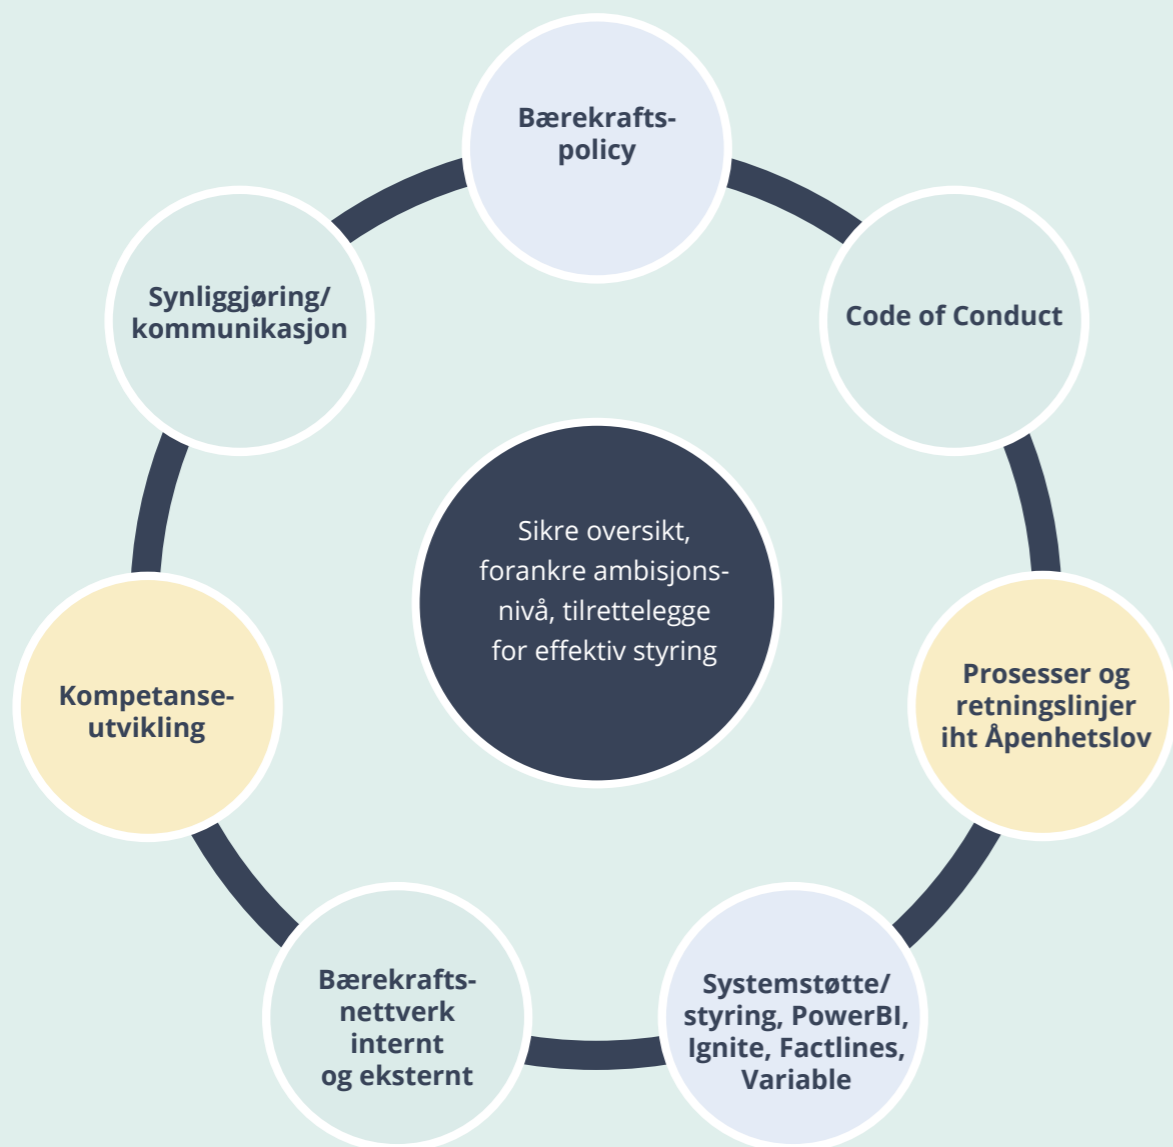 Bærekrafts-
policy
Code of Conduct
Prosesser og
retningslinjer
iht Åpenhetslov
Systemstøtte/
styring, PowerBI,
Ignite, Factlines,
Variable
Bærekrafts-
nettverk
internt
og eksternt
Kompetanse-
utvikling
Synliggjøring/
kommunikasjon
Sikre oversikt,
forankre ambisjons-
nivå, tilrettelegge
for effektiv styring